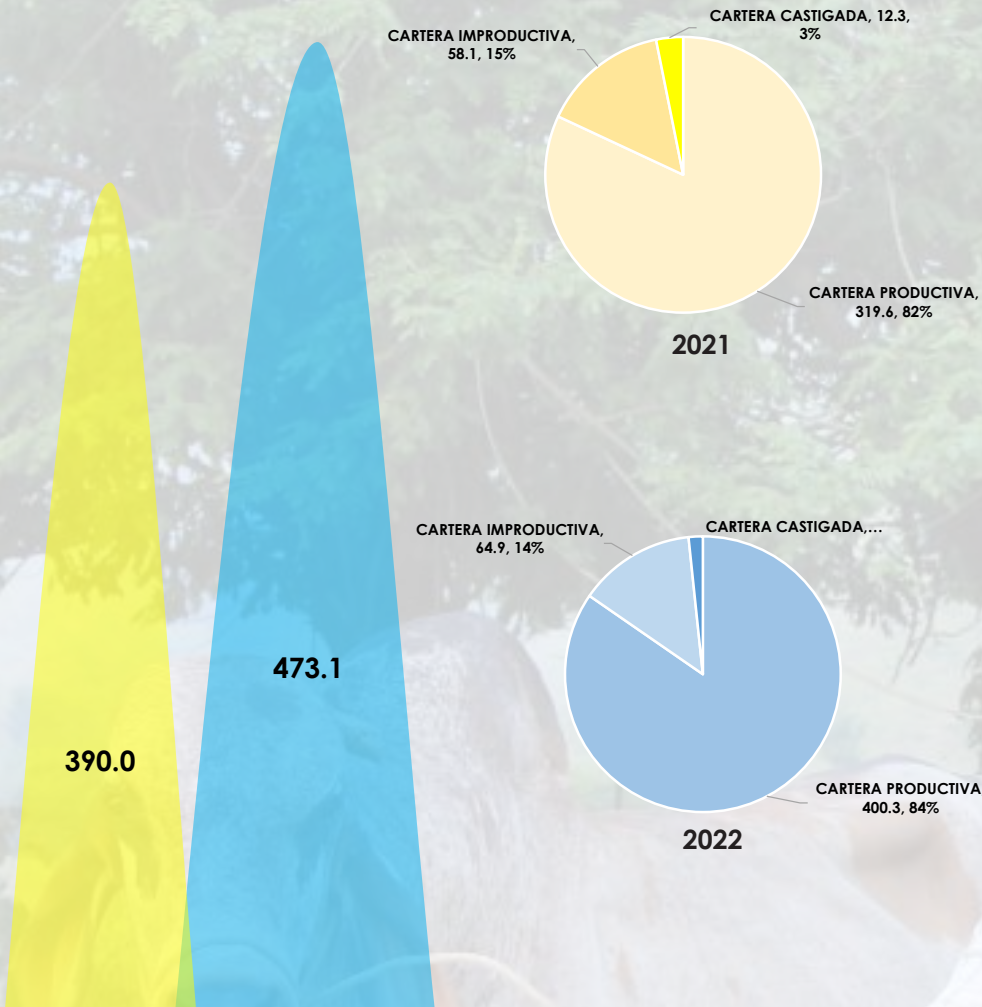 CARTERA CASTIGADA, 12.3,
3%
CARTERA IMPRODUCTIVA,
58.1, 15%
CARTERA PRODUCTIVA,
319.6, 82%
2021
CARTERA IMPRODUCTIVA,
64.9, 14%
CARTERA CASTIGADA,...
473.1
390.0
CARTERA PRODUCTIVA
400.3, 84%
2022